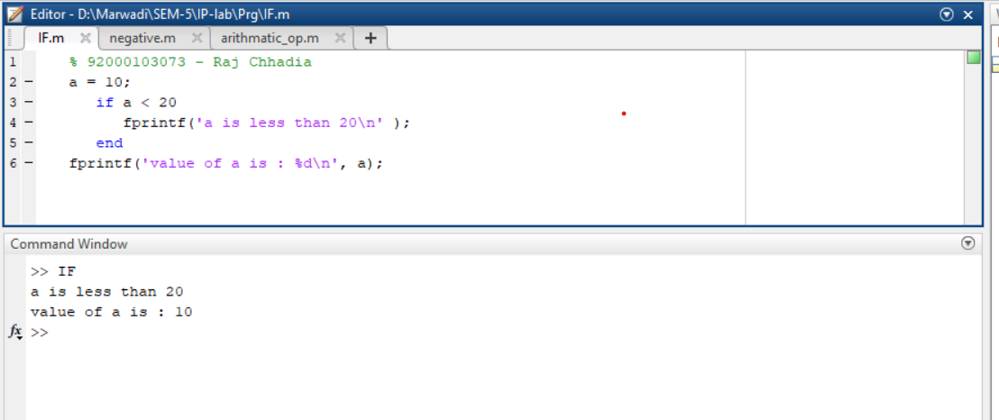 Editor - D:\Marwadi\SEM-5\IP-lab\Prg\IF.m
IF.m negative.m arithmatic_op.m +
1 % 92000103073 - Raj Chhadia
2 - a = 10;
3 - if a < 20
4 - fprintf('a is less than 20\n' );
5 - end
6 - fprintf('value of a is : %d\n', a);
Command Window
>> IF
a is less than 20
value of a is : 10
fx >>